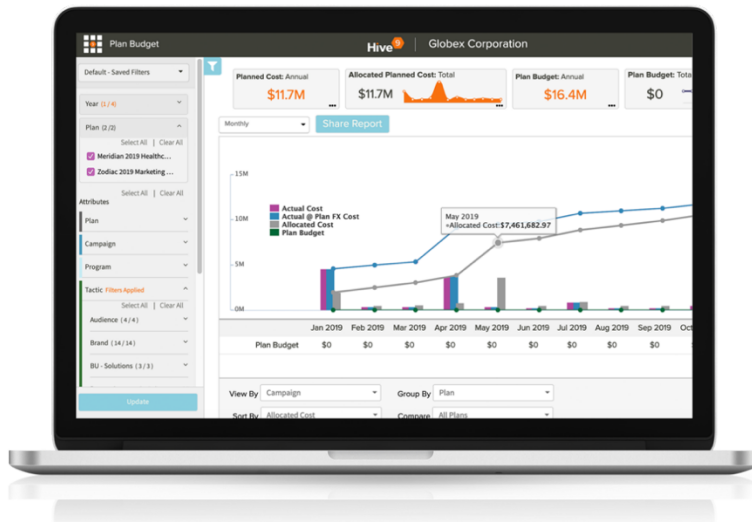 Plan Budget
Hive9
Globex Corporation
Default - Saved Filters
Year (1/4)
Plan (2/2)
Select All | Clear All
Meridian 2019 Healthc...
Zodiac 2019 Marketing ...
Select All | Clear All
Attributes
Plan
Campaign
Program
Tactic Filters Applied
Select All | Clear All
Audience (4/4)
Brand (14/14)
BU - Solutions (3/3)
Update
Planned Cost: Annual
$11.7M
Allocated Planned Cost: Total
$11.7M
Plan Budget: Annual
$16.4M
Plan Budget: Tota
$0
Monthly
Share Report
15M
10M
5M
0M
Actual Cost
Actual @ Plan FX Cost
Allocated Cost
Plan Budget
May 2019
+Allocated Cost:$7,461,682.97
Jan 2019 Feb 2019 Mar 2019 Apr 2019 May 2019 Jun 2019 Jul 2019 Aug 2019 Sep 2019 Oct
Plan Budget $0 $0 $0 $0 $0 $0 $0 $0 $0
View By Campaign Group By Plan
Sort By Allocated Cost Compare All Plans